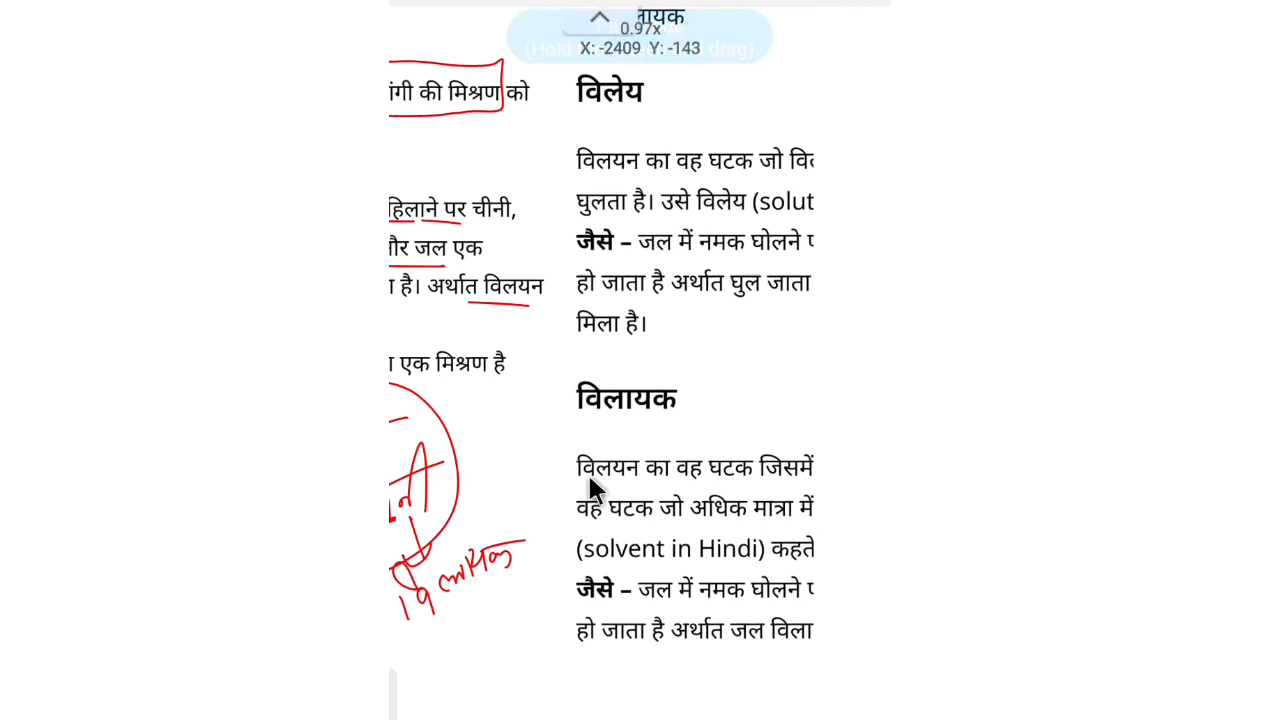 0.97x
X: -2409 Y: -143
ांगी की मिश्रण को
हिलाने पर चीनी,
और जल एक
है। अर्थात विलयन
एक मिश्रण है
विलायक
विलेय
विलयन का वह घटक जो
घुलता है। उसे विलेय (solut
जैसे – जल में नमक घोलने
हो जाता है अर्थात घुल जाता
मिला है।
विलायक
विलयन का वह घटक जिसमें
वह घटक जो अधिक मात्रा में
(solvent in Hindi) कहते
जैसे – जल में नमक घोलने
हो जाता है अर्थात जल विला